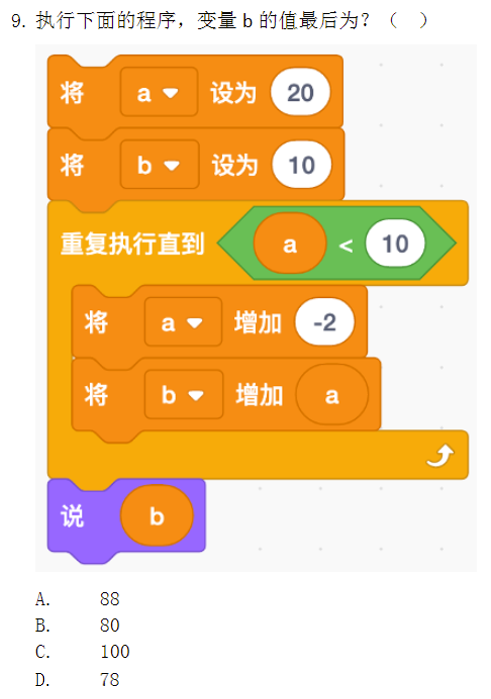 9. 执行下面的程序，变量 b 的值最后为？（ ）
将 a 设为 20
将 b 设为 10
重复执行直到 a < 10
将 a 增加 -2
将 b 增加 a
说 b
A. 88
B. 80
C. 100
D. 78